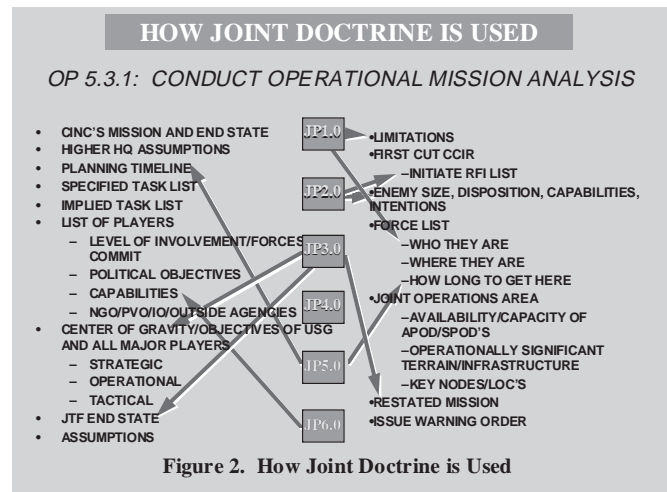 HOW JOINT DOCTRINE IS USED
OP 5.3.1: CONDUCT OPERATIONAL MISSION ANALYSIS
• CINC'S MISSION AND END STATE
• HIGHER HQ ASSUMPTIONS
• PLANNING TIMELINE
• SPECIFIED TASK LIST
• IMPLIED TASK LIST
• LIST OF PLAYERS
– LEVEL OF INVOLVEMENT/FORCES
COMMIT
– POLITICAL OBJECTIVES
– CAPABILITIES
– NGO/PVO/IO/OUTSIDE AGENCIES
• CENTER OF GRAVITY/OBJECTIVES OF USG
AND ALL MAJOR PLAYERS
– STRATEGIC
– OPERATIONAL
– TACTICAL
• JTF END STATE
• ASSUMPTIONS
JP1.0
JP2.0
JP3.0
JP4.0
JP5.0
JP6.0
•LIMITATIONS
•FIRST CUT CCIR
–INITIATE RFI LIST
•ENEMY SIZE, DISPOSITION, CAPABILITIES,
INTENTIONS
•FORCE LIST
–WHO THEY ARE
–WHERE THEY ARE
–HOW LONG TO GET HERE
•JOINT OPERATIONS AREA
–AVAILABILITY/CAPACITY OF
APOD/SPOD'S
–OPERATIONALLY SIGNIFICANT
TERRAIN/INFRASTRUCTURE
–KEY NODES/LOC'S
•RESTATED MISSION
•ISSUE WARNING ORDER
Figure 2. How Joint Doctrine is Used